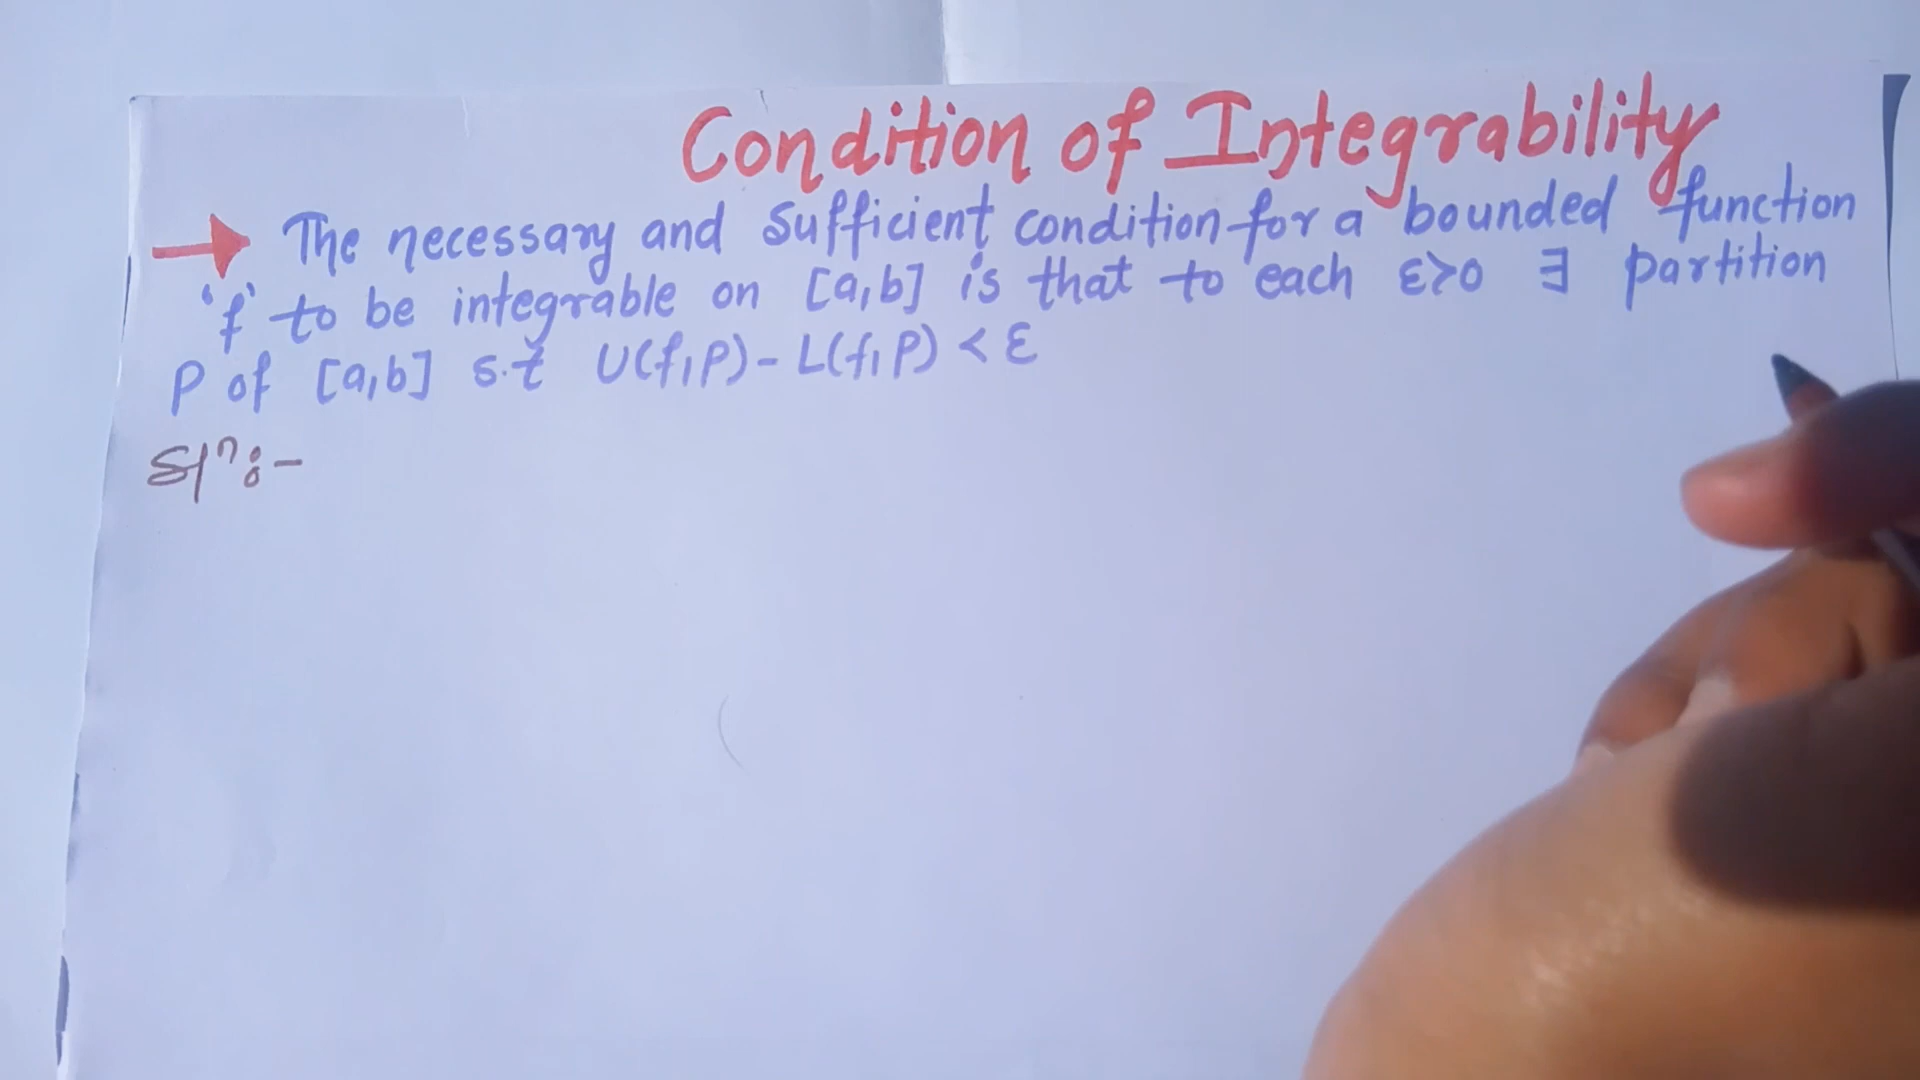 Condition of Integrability
→ The necessary and sufficient condition for a bounded function
'f' to be integrable on [a,b] is that to each ε>0 ∃ partition
P of [a,b] s.t U(f,P)-L(f,P) < ε
Slⁿ:-